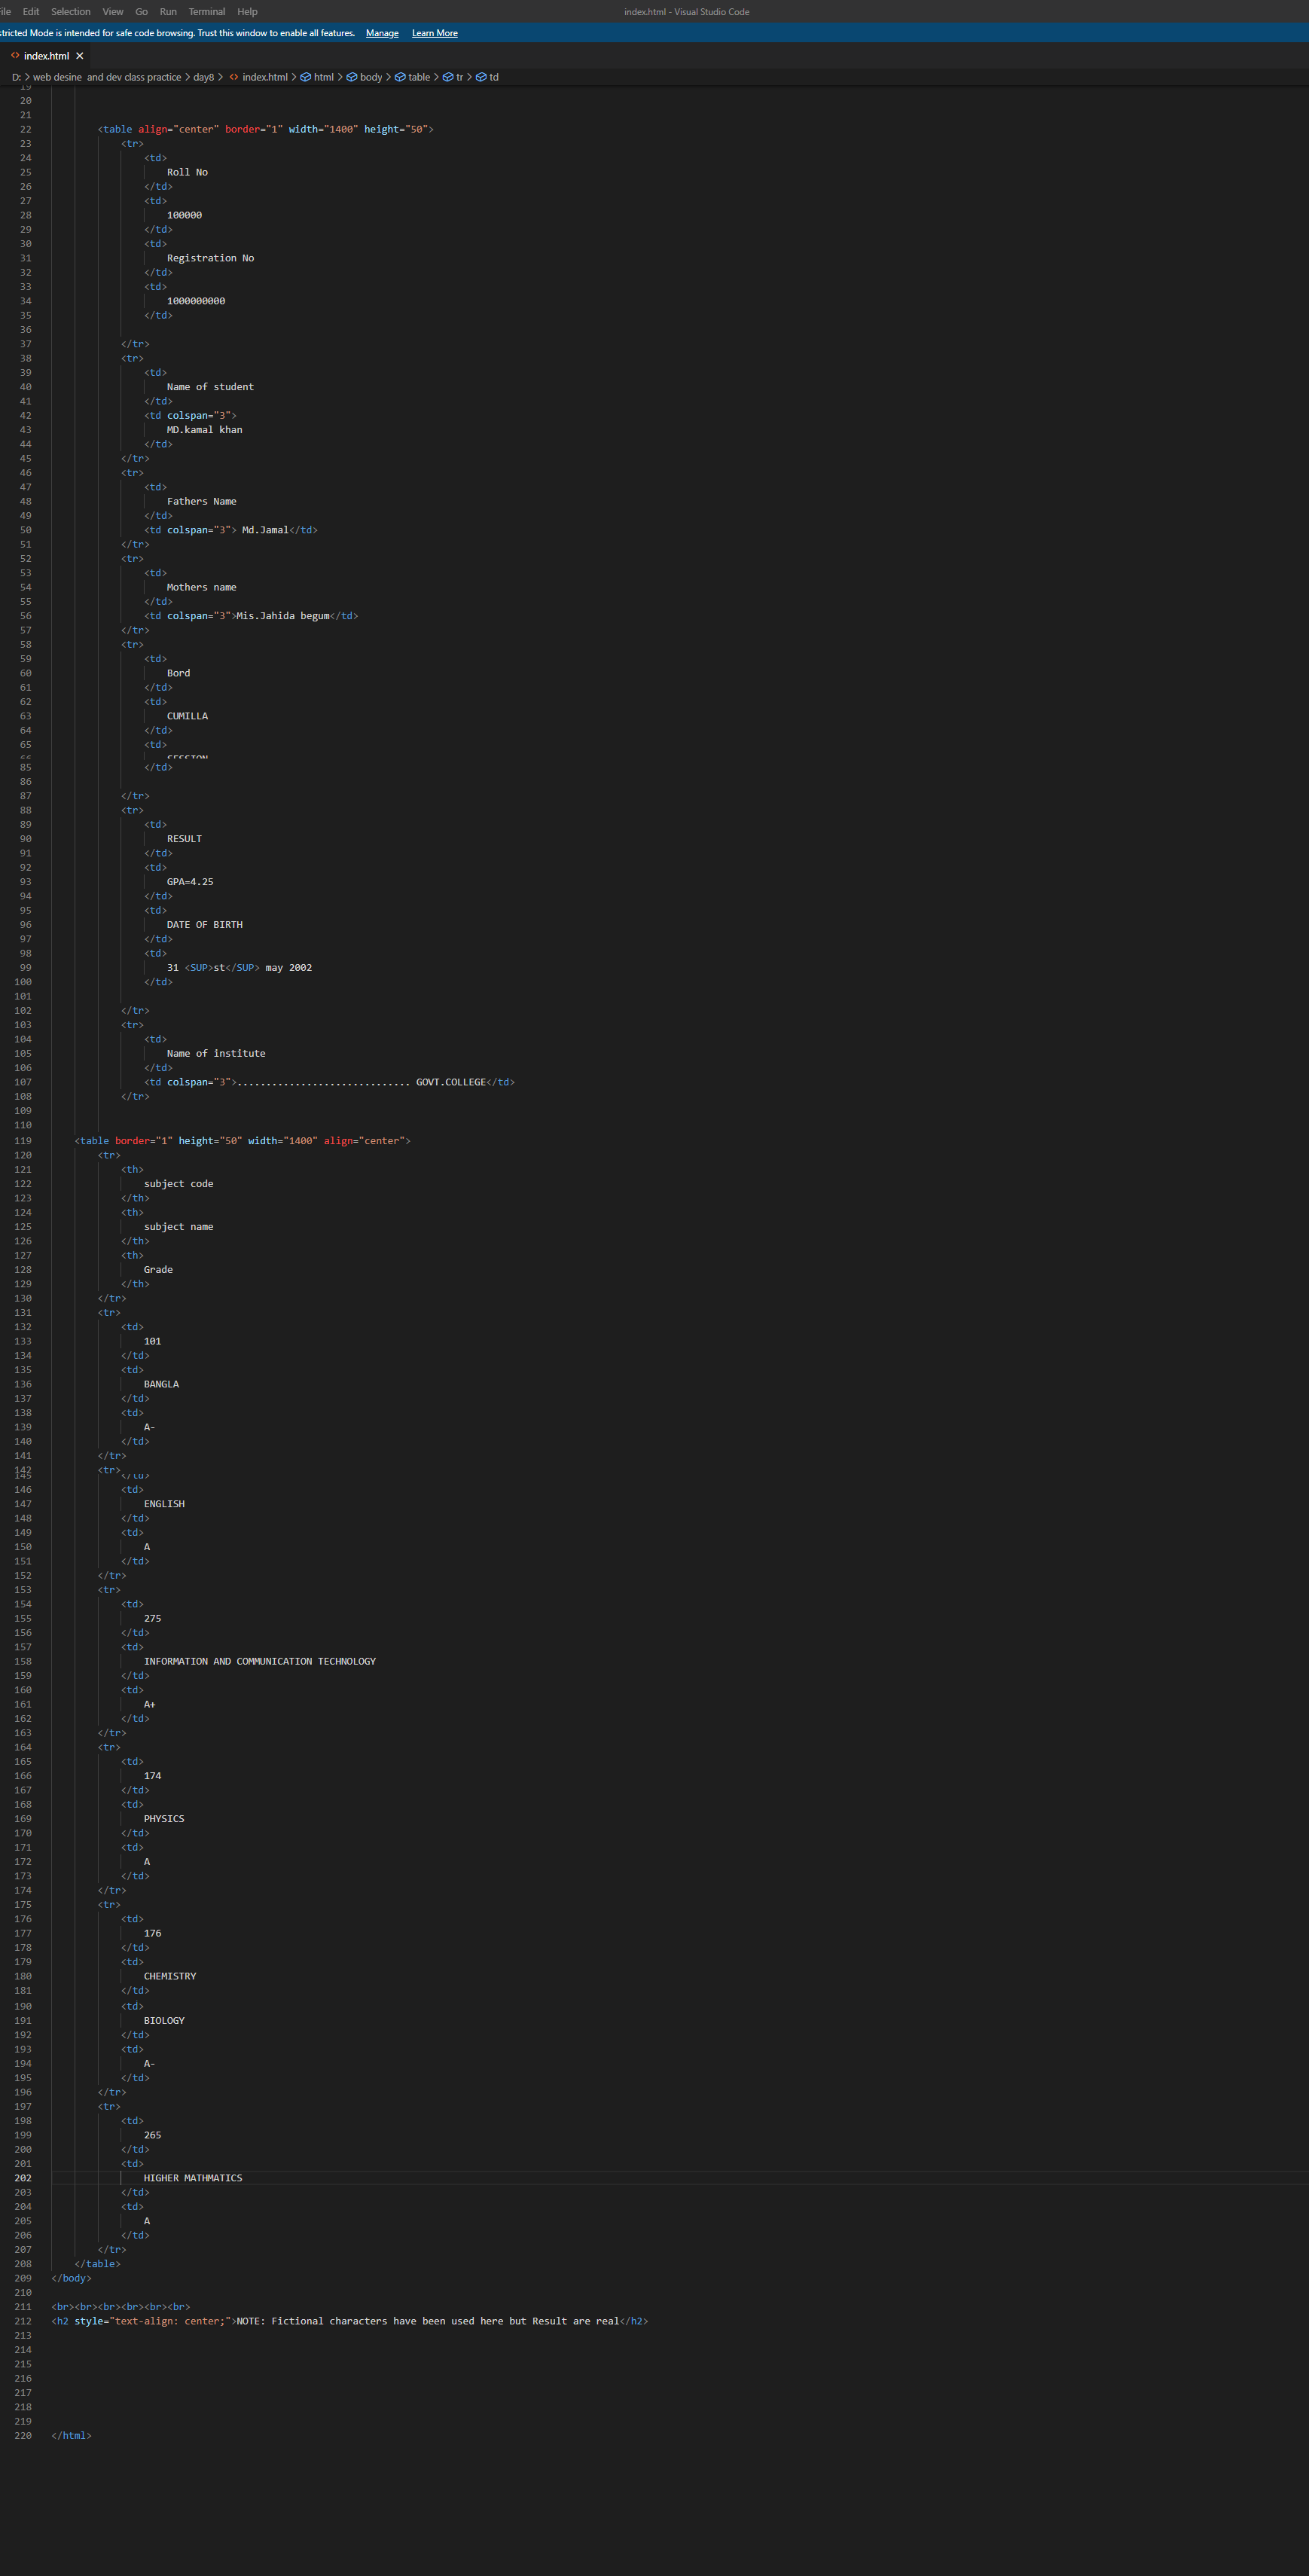 File Edit Selection View Go Run Terminal Help index.html - Visual Studio Code
stricted Mode is intended for safe code browsing. Trust this window to enable all features. Manage Learn More
index.html
D: > web desine and dev class practice > day8 > index.html > html > body > table > tr > td
19
20
21
22 <table align="center" border="1" width="1400" height="50">
23 <tr>
24 <td>
25 Roll No
26 </td>
27 <td>
28 100000
29 </td>
30 <td>
31 Registration No
32 </td>
33 <td>
34 1000000000
35 </td>
36
37 </tr>
38 <tr>
39 <td>
40 Name of student
41 </td>
42 <td colspan="3">
43 MD.kamal khan
44 </td>
45 </tr>
46 <tr>
47 <td>
48 Fathers Name
49 </td>
50 <td colspan="3"> Md.Jamal</td>
51 </tr>
52 <tr>
53 <td>
54 Mothers name
55 </td>
56 <td colspan="3">Mis.Jahida begum</td>
57 </tr>
58 <tr>
59 <td>
60 Bord
61 </td>
62 <td>
63 CUMILLA
64 </td>
65 <td>
66 SESSION
85 </td>
86
87 </tr>
88 <tr>
89 <td>
90 RESULT
91 </td>
92 <td>
93 GPA=4.25
94 </td>
95 <td>
96 DATE OF BIRTH
97 </td>
98 <td>
99 31 <SUP>st</SUP> may 2002
100 </td>
101
102 </tr>
103 <tr>
104 <td>
105 Name of institute
106 </td>
107 <td colspan="3">.............................. GOVT.COLLEGE</td>
108 </tr>
109
110
119 <table border="1" height="50" width="1400" align="center">
120 <tr>
121 <th>
122 subject code
123 </th>
124 <th>
125 subject name
126 </th>
127 <th>
128 Grade
129 </th>
130 </tr>
131 <tr>
132 <td>
133 101
134 </td>
135 <td>
136 BANGLA
137 </td>
138 <td>
139 A-
140 </td>
141 </tr>
142 <tr>
145 </td>
146 <td>
147 ENGLISH
148 </td>
149 <td>
150 A
151 </td>
152 </tr>
153 <tr>
154 <td>
155 275
156 </td>
157 <td>
158 INFORMATION AND COMMUNICATION TECHNOLOGY
159 </td>
160 <td>
161 A+
162 </td>
163 </tr>
164 <tr>
165 <td>
166 174
167 </td>
168 <td>
169 PHYSICS
170 </td>
171 <td>
172 A
173 </td>
174 </tr>
175 <tr>
176 <td>
177 176
178 </td>
179 <td>
180 CHEMISTRY
181 </td>
190 <td>
191 BIOLOGY
192 </td>
193 <td>
194 A-
195 </td>
196 </tr>
197 <tr>
198 <td>
199 265
200 </td>
201 <td>
202 HIGHER MATHMATICS
203 </td>
204 <td>
205 A
206 </td>
207 </tr>
208 </table>
209 </body>
210
211 <br><br><br><br><br><br>
212 <h2 style="text-align: center;">NOTE: Fictional characters have been used here but Result are real</h2>
213
214
215
216
217
218
219
220 </html>